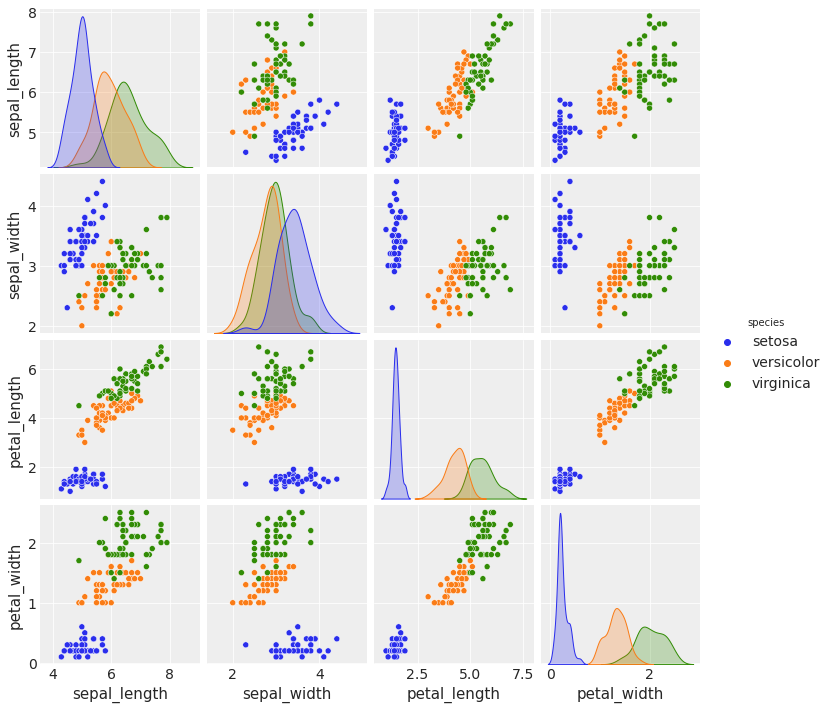 8
7
6
5
sepal_length
4
3
2
sepal_width
species
setosa
versicolor
virginica
6
4
2
petal_length
2
1
0
petal_width
4 6 8
2 4
2.5 5.0 7.5
0 2
sepal_length sepal_width petal_length petal_width